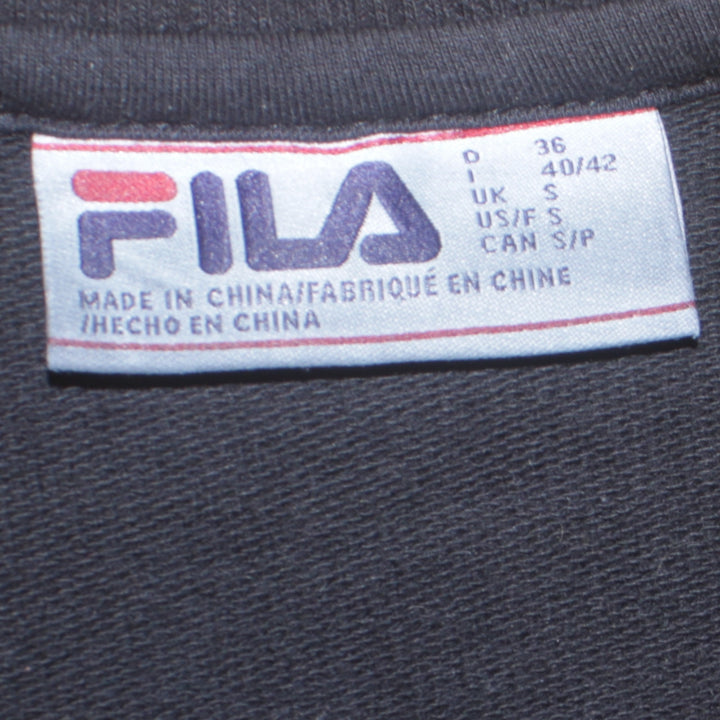 FILA
D 36
I 40/42
UK S
US/F S
CAN S/P
MADE IN CHINA/FABRIQUÉ EN CHINE
/HECHO EN CHINA